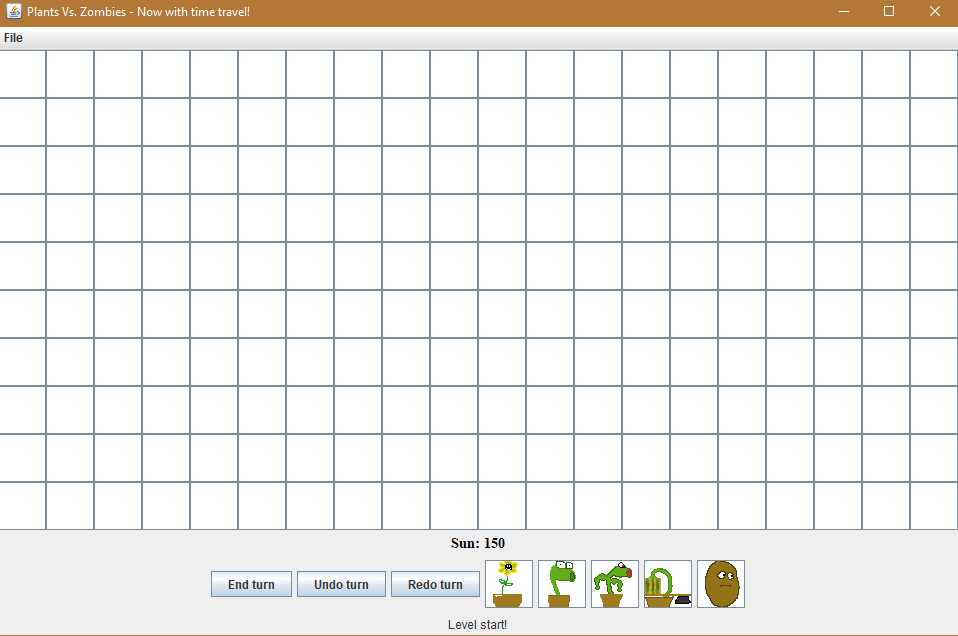 Plants Vs. Zombies - Now with time travel!
File
Sun: 150
End turn Undo turn Redo turn
Level start!